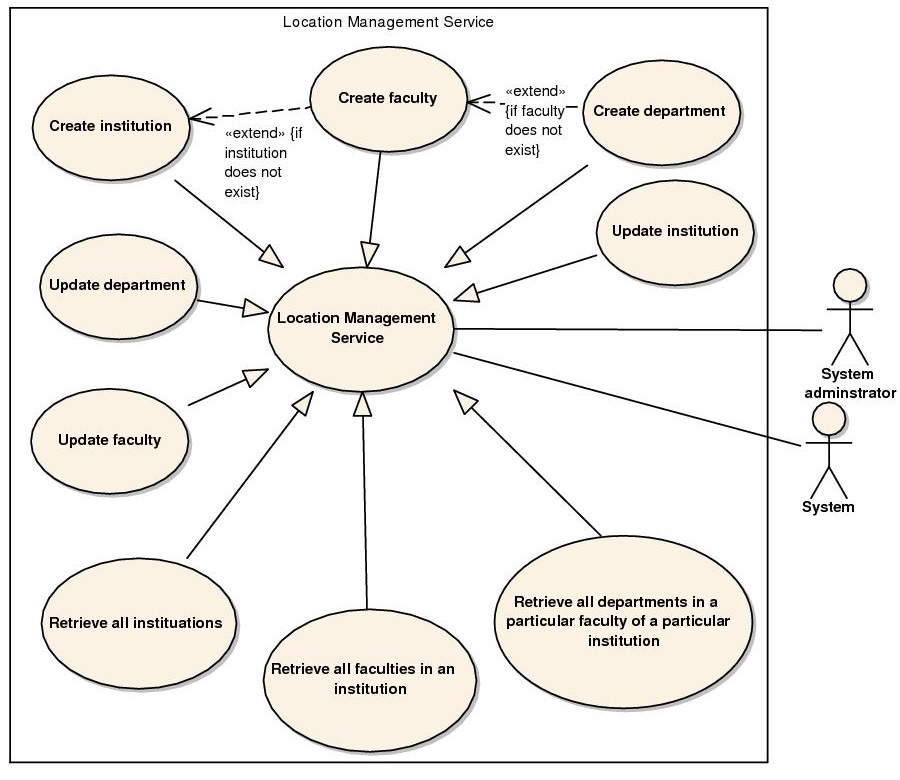 Location Management Service
Create institution
Create faculty
Create department
«extend» {if
institution
does not
exist}
«extend»
{if faculty
does not
exist}
Update institution
Update department
Location Management
Service
System
adminstrator
Update faculty
System
Retrieve all instituations
Retrieve all faculties in an
institution
Retrieve all departments in a
particular faculty of a particular
institution